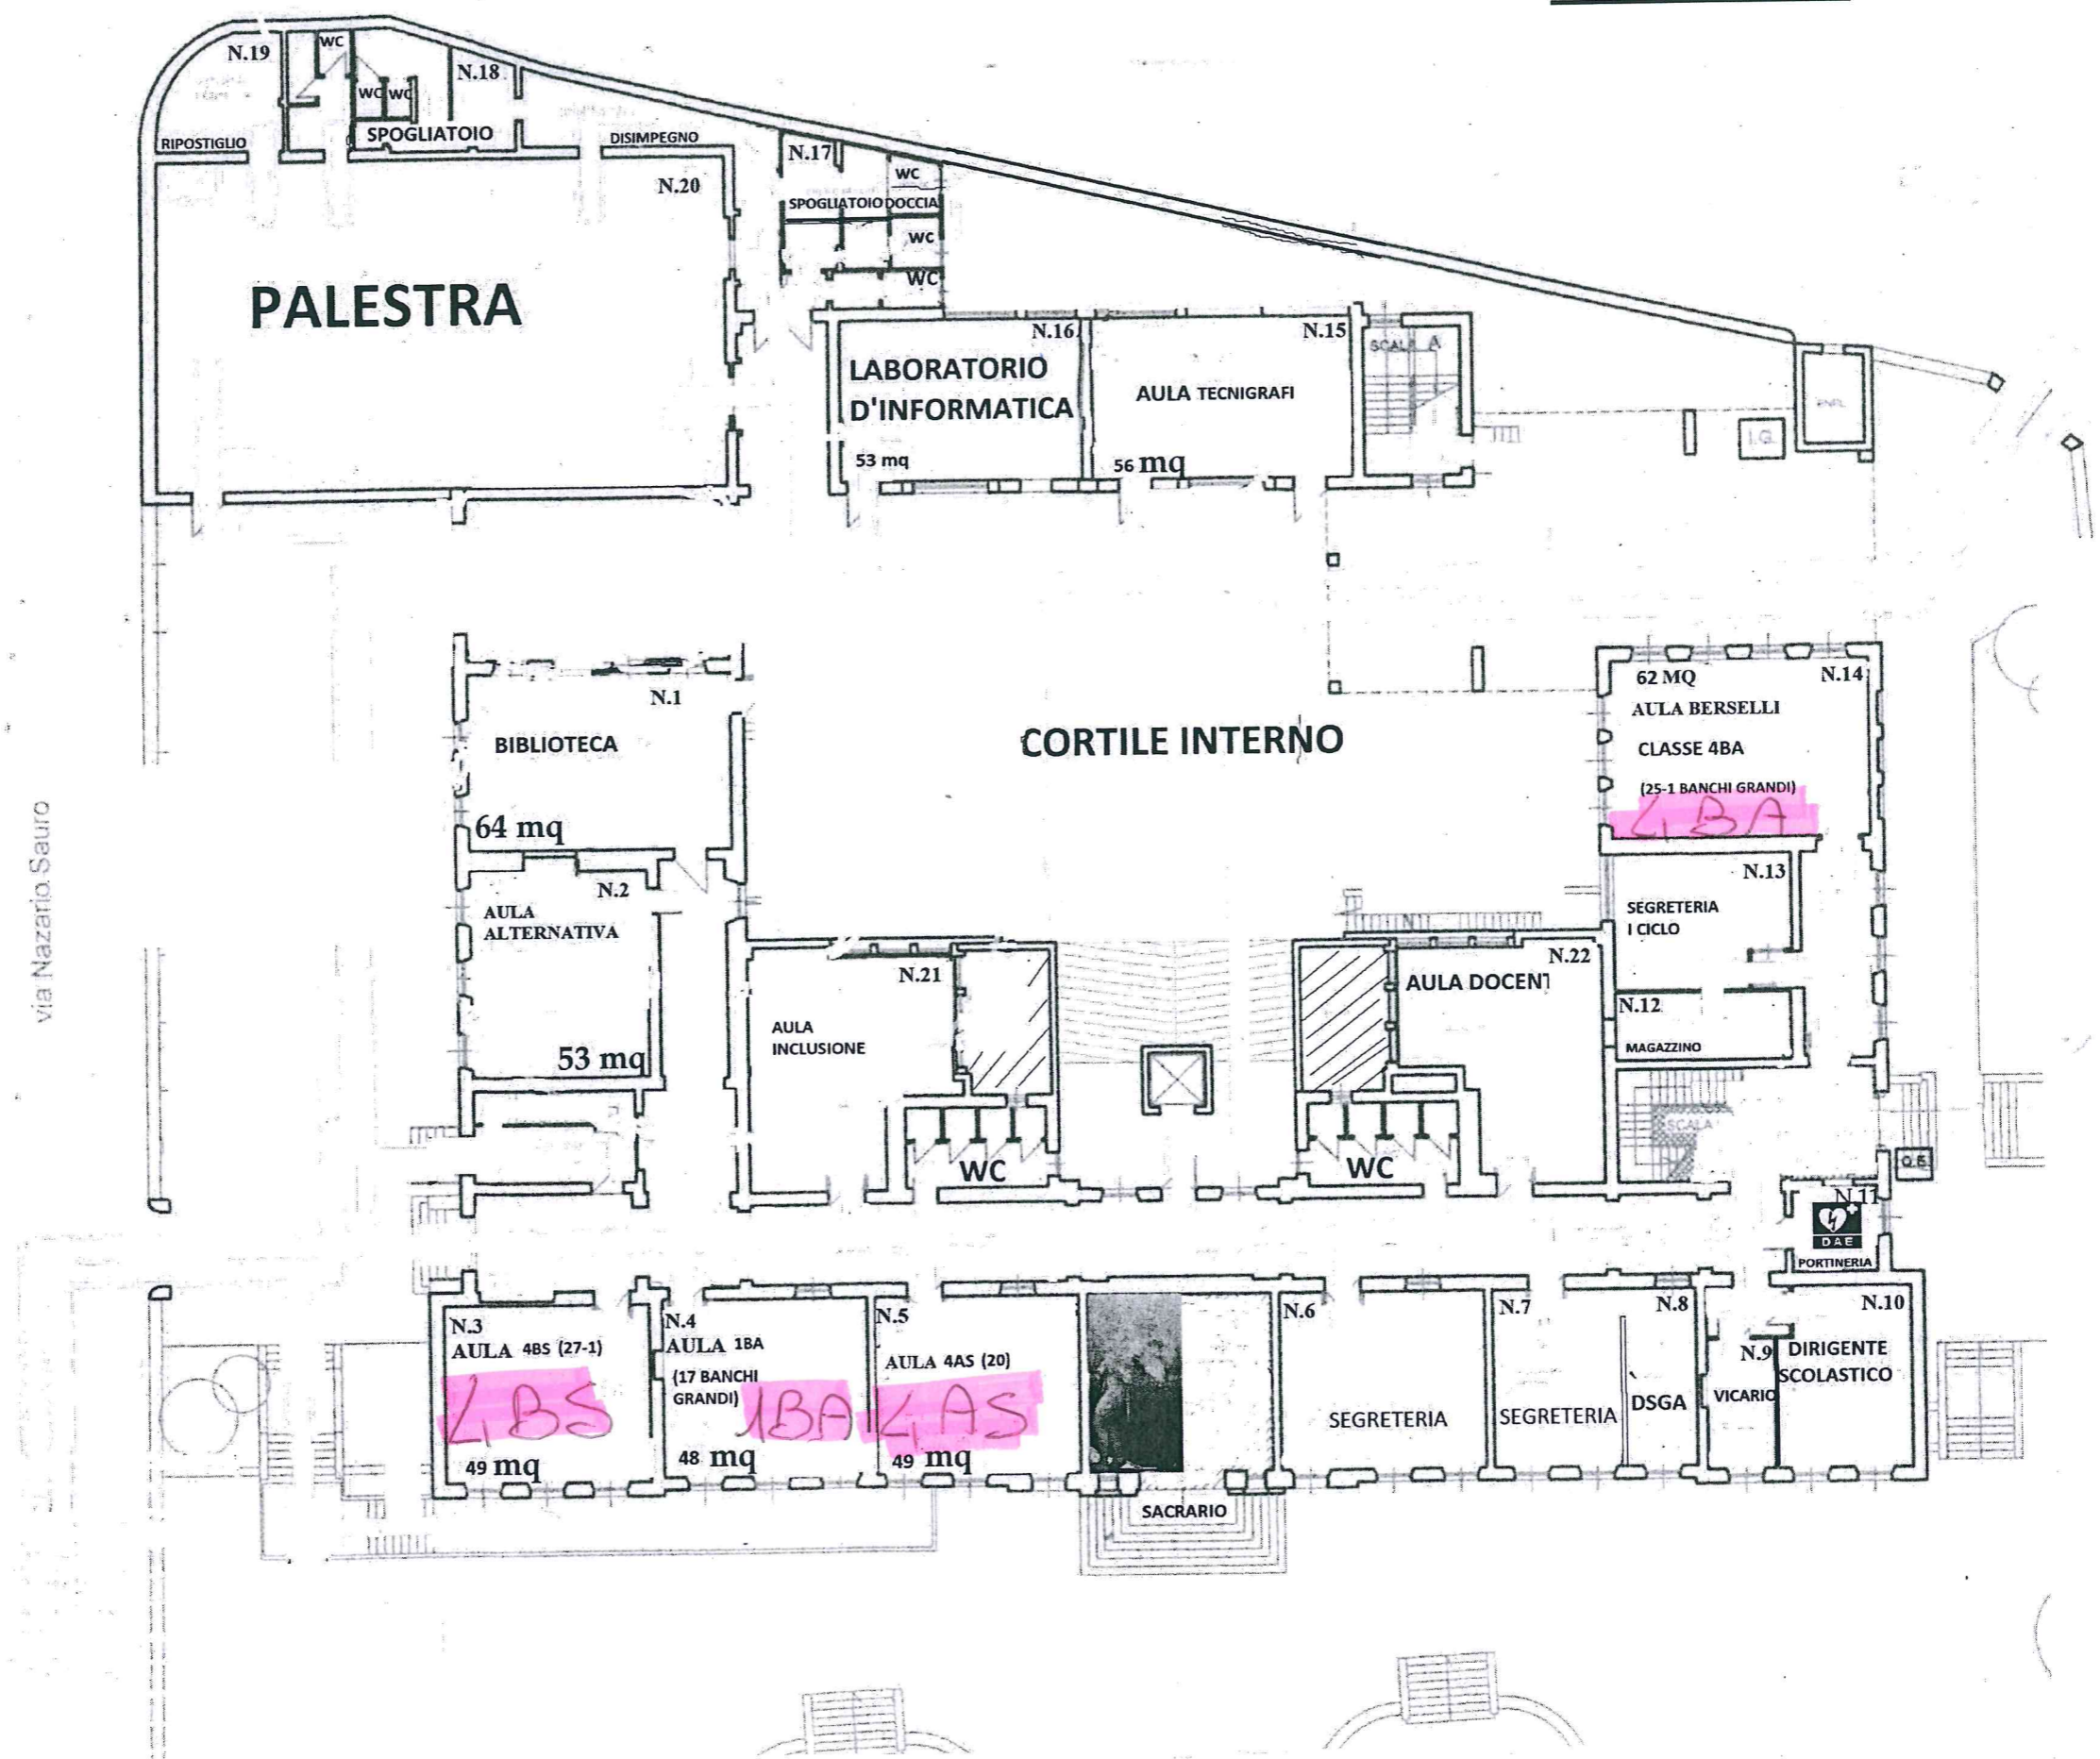 N.19
WC
WC
WC
N.18
RIPOSTIGLIO
SPOGLIATOIO
DISIMPEGNO
N.17
WC
N.20
SPOGLIATOIO DOCCIA
WC
WC
PALESTRA
N.16
LABORATORIO
D'INFORMATICA
53 mq
N.15
AULA TECNIGRAFI
56 mq
SCALA A
ENEL
I.G.
via Nazario Sauro
N.1
BIBLIOTECA
64 mq
CORTILE INTERNO
62 MQ
N.14
AULA BERSELLI
CLASSE 4BA
(25-1 BANCHI GRANDI)
4BA
N.2
AULA
ALTERNATIVA
53 mq
N.13
SEGRETERIA
I CICLO
N.21
AULA
INCLUSIONE
N.22
AULA DOCENT
N.12
MAGAZZINO
SCALA
WC
WC
Q.E.
N.11
DAE
PORTINERIA
N.3
AULA 4BS (27-1)
4BS
49 mq
N.4
AULA 1BA
(17 BANCHI
GRANDI)
1BA
48 mq
N.5
AULA 4AS (20)
4AS
49 mq
SACRARIO
N.6
SEGRETERIA
N.7
SEGRETERIA
N.8
DSGA
N.9
VICARIO
N.10
DIRIGENTE
SCOLASTICO